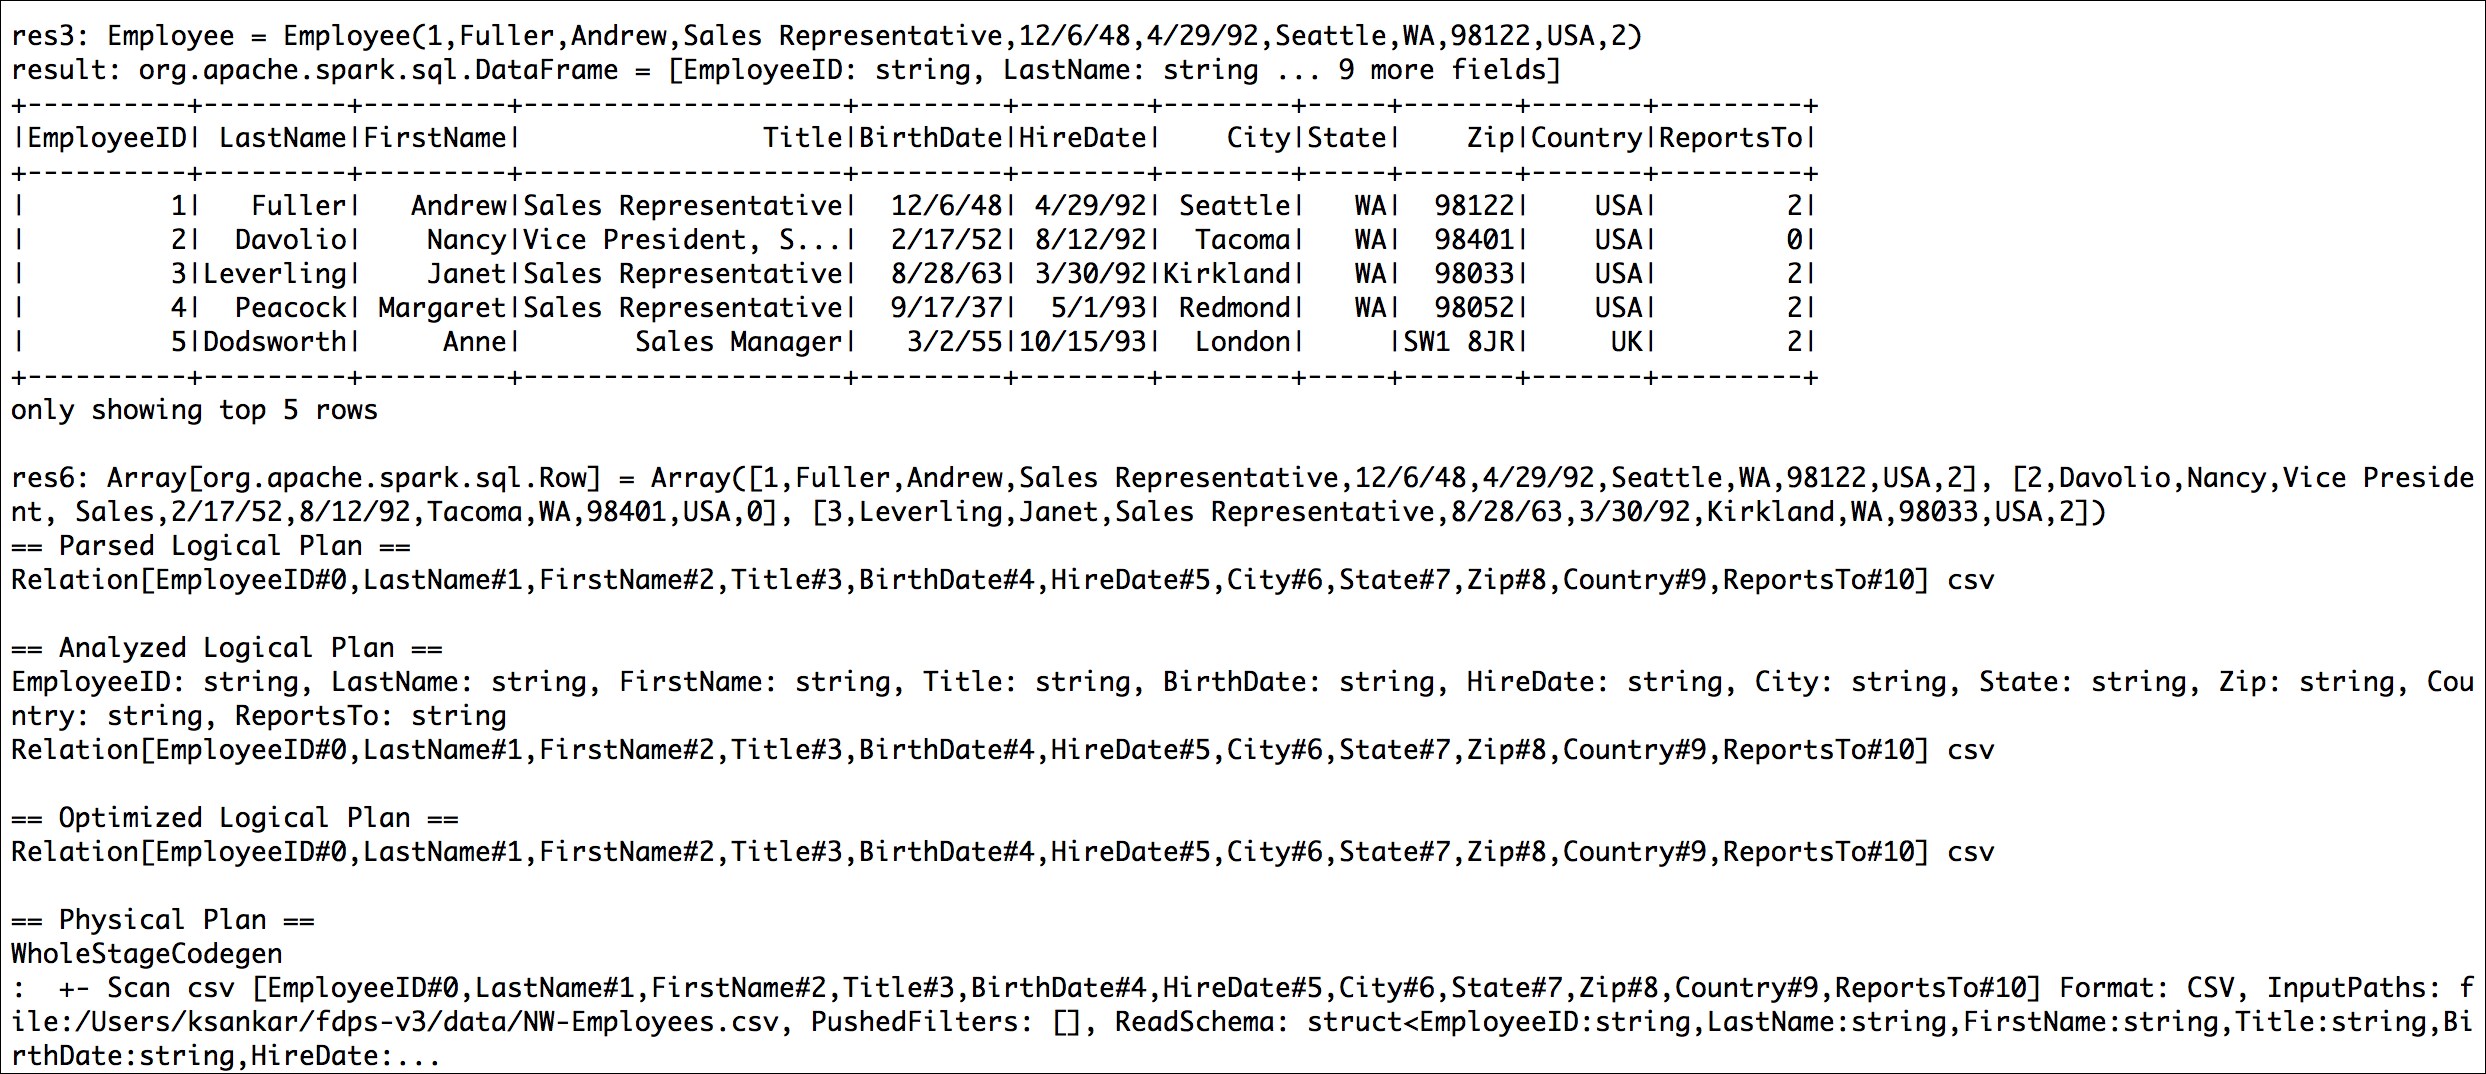 res3: Employee = Employee(1,Fuller,Andrew,Sales Representative,12/6/48,4/29/92,Seattle,WA,98122,USA,2)
result: org.apache.spark.sql.DataFrame = [EmployeeID: string, LastName: string ... 9 more fields]
+----------+---------+---------+--------------------+---------+--------+--------+-----+-------+-------+---------+
|EmployeeID| LastName|FirstName|               Title|BirthDate|HireDate|    City|State|    Zip|Country|ReportsTo|
+----------+---------+---------+--------------------+---------+--------+--------+-----+-------+-------+---------+
|         1|   Fuller|   Andrew|Sales Representative|  12/6/48| 4/29/92| Seattle|   WA|  98122|    USA|        2|
|         2|  Davolio|    Nancy|Vice President, S...|  2/17/52| 8/12/92|  Tacoma|   WA|  98401|    USA|        0|
|         3|Leverling|    Janet|Sales Representative|  8/28/63| 3/30/92|Kirkland|   WA|  98033|    USA|        2|
|         4|  Peacock| Margaret|Sales Representative|  9/17/37|  5/1/93| Redmond|   WA|  98052|    USA|        2|
|         5|Dodsworth|     Anne|       Sales Manager|   3/2/55|10/15/93|  London|     |SW1 8JR|     UK|        2|
+----------+---------+---------+--------------------+---------+--------+--------+-----+-------+-------+---------+
only showing top 5 rows

res6: Array[org.apache.spark.sql.Row] = Array([1,Fuller,Andrew,Sales Representative,12/6/48,4/29/92,Seattle,WA,98122,USA,2], [2,Davolio,Nancy,Vice Preside
nt, Sales,2/17/52,8/12/92,Tacoma,WA,98401,USA,0], [3,Leverling,Janet,Sales Representative,8/28/63,3/30/92,Kirkland,WA,98033,USA,2])
== Parsed Logical Plan ==
Relation[EmployeeID#0,LastName#1,FirstName#2,Title#3,BirthDate#4,HireDate#5,City#6,State#7,Zip#8,Country#9,ReportsTo#10] csv

== Analyzed Logical Plan ==
EmployeeID: string, LastName: string, FirstName: string, Title: string, BirthDate: string, HireDate: string, City: string, State: string, Zip: string, Cou
ntry: string, ReportsTo: string
Relation[EmployeeID#0,LastName#1,FirstName#2,Title#3,BirthDate#4,HireDate#5,City#6,State#7,Zip#8,Country#9,ReportsTo#10] csv

== Optimized Logical Plan ==
Relation[EmployeeID#0,LastName#1,FirstName#2,Title#3,BirthDate#4,HireDate#5,City#6,State#7,Zip#8,Country#9,ReportsTo#10] csv

== Physical Plan ==
WholeStageCodegen
:  +- Scan csv [EmployeeID#0,LastName#1,FirstName#2,Title#3,BirthDate#4,HireDate#5,City#6,State#7,Zip#8,Country#9,ReportsTo#10] Format: CSV, InputPaths: f
ile:/Users/ksankar/fdps-v3/data/NW-Employees.csv, PushedFilters: [], ReadSchema: struct<EmployeeID:string,LastName:string,FirstName:string,Title:string,Bi
rthDate:string,HireDate:...